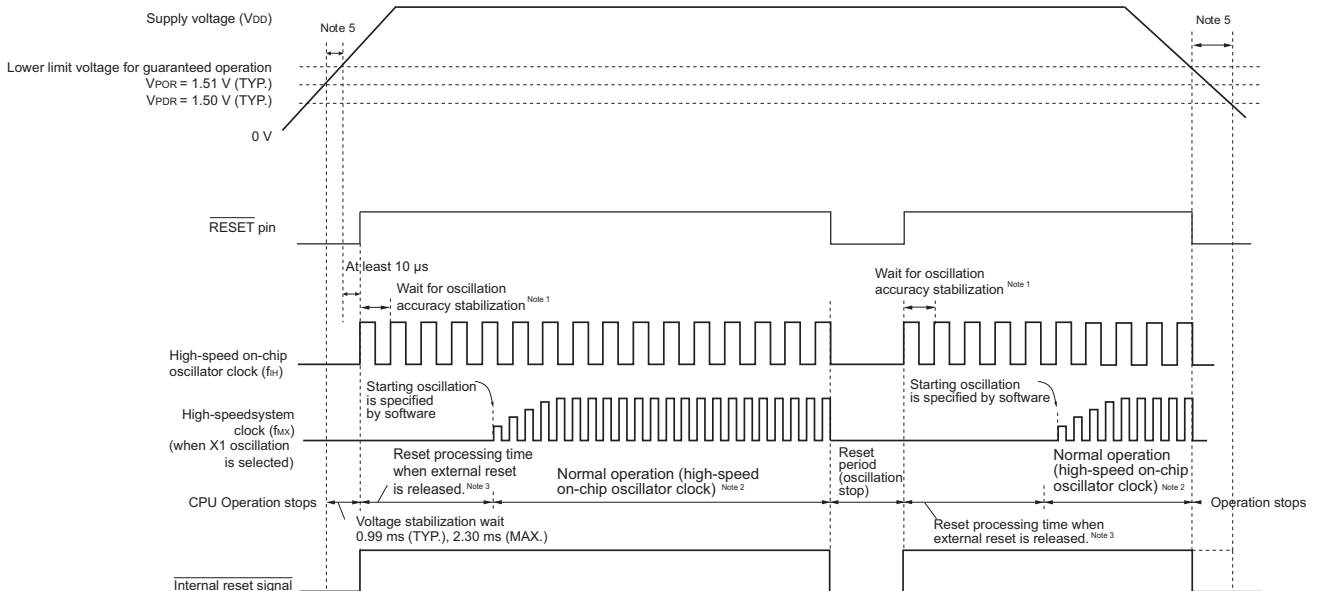 Supply voltage (VDD)
Note 5
Note 5
Lower limit voltage for guaranteed operation
VPOR = 1.51 V (TYP.)
VPDR = 1.50 V (TYP.)
0 V
RESET pin
At least 10 µs
Wait for oscillation
accuracy stabilization Note 1
Wait for oscillation
accuracy stabilization Note 1
High-speed on-chip
oscillator clock (fIH)
Starting oscillation
is specified
by software
Starting oscillation
is specified by software
High-speedsystem
clock (fMX)
(when X1 oscillation
is selected)
Reset processing time
when external reset
is released. Note 3
Normal operation (high-speed
on-chip oscillator clock) Note 2
Reset
period
(oscillation
stop)
Normal operation
(high-speed on-chip
oscillator clock) Note 2
CPU Operation stops
Operation stops
Voltage stabilization wait
0.99 ms (TYP.), 2.30 ms (MAX.)
Reset processing time when
external reset is released. Note 3
Internal reset signal